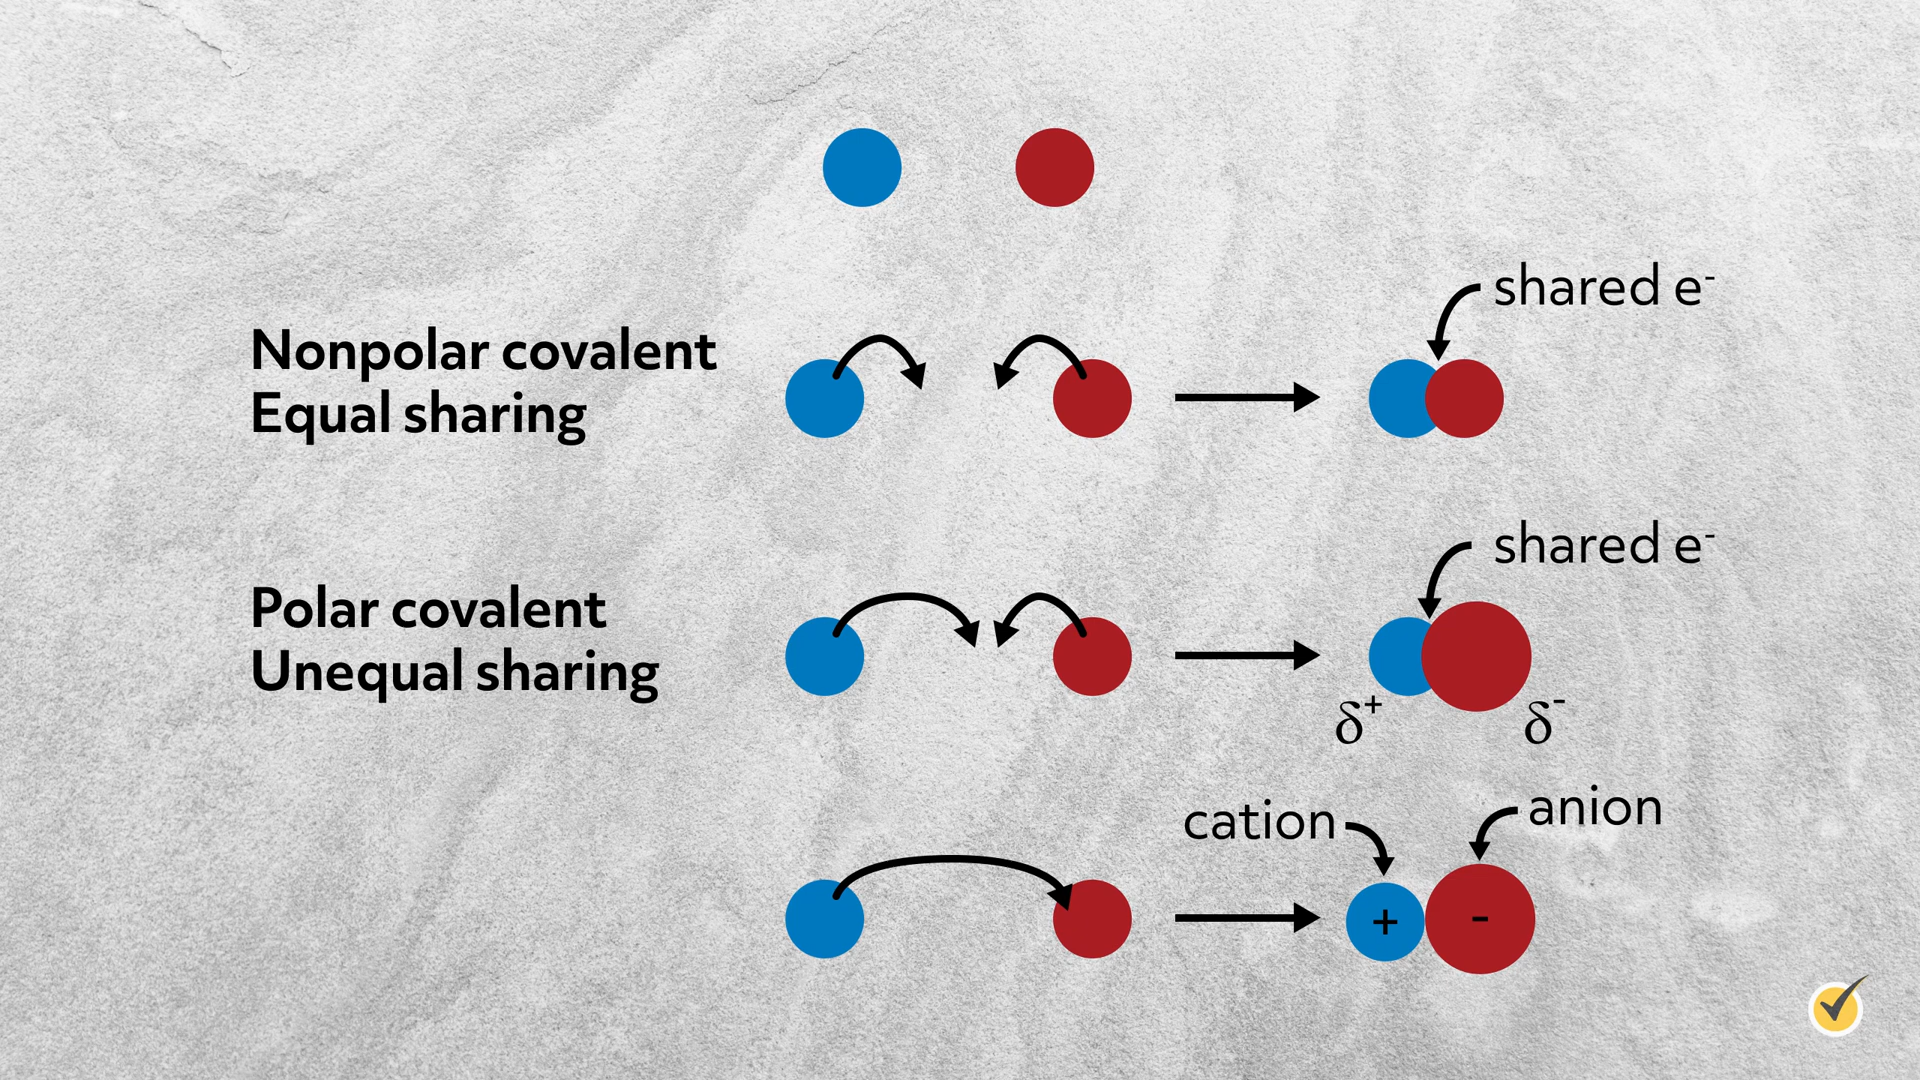 shared e⁻
Nonpolar covalent
Equal sharing
shared e⁻
Polar covalent
Unequal sharing
δ⁺
δ⁻
cation
anion
+
-